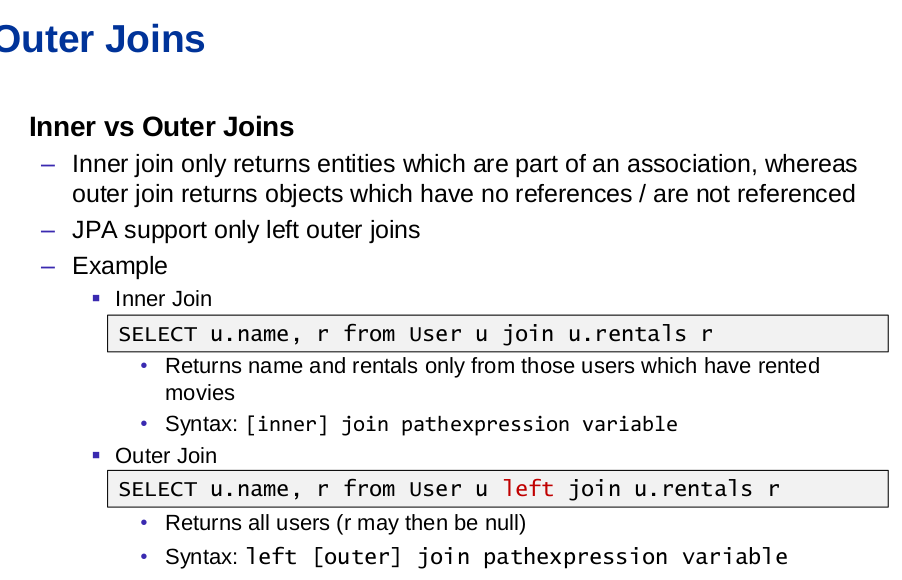 Outer Joins
Inner vs Outer Joins
– Inner join only returns entities which are part of an association, whereas
outer join returns objects which have no references / are not referenced
– JPA support only left outer joins
– Example
▪ Inner Join
SELECT u.name, r from User u join u.rentals r
• Returns name and rentals only from those users which have rented
movies
• Syntax: [inner] join pathexpression variable
▪ Outer Join
SELECT u.name, r from User u left join u.rentals r
• Returns all users (r may then be null)
• Syntax: left [outer] join pathexpression variable